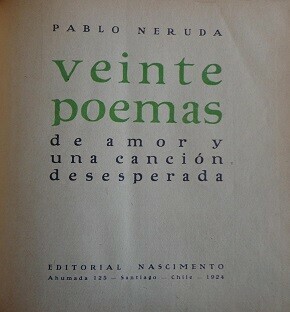 PABLO NERUDA
veinte
poemas
de amor y
una canción
desesperada
EDITORIAL NASCIMENTO
Ahumada 125 — Santiago — Chile — 1924